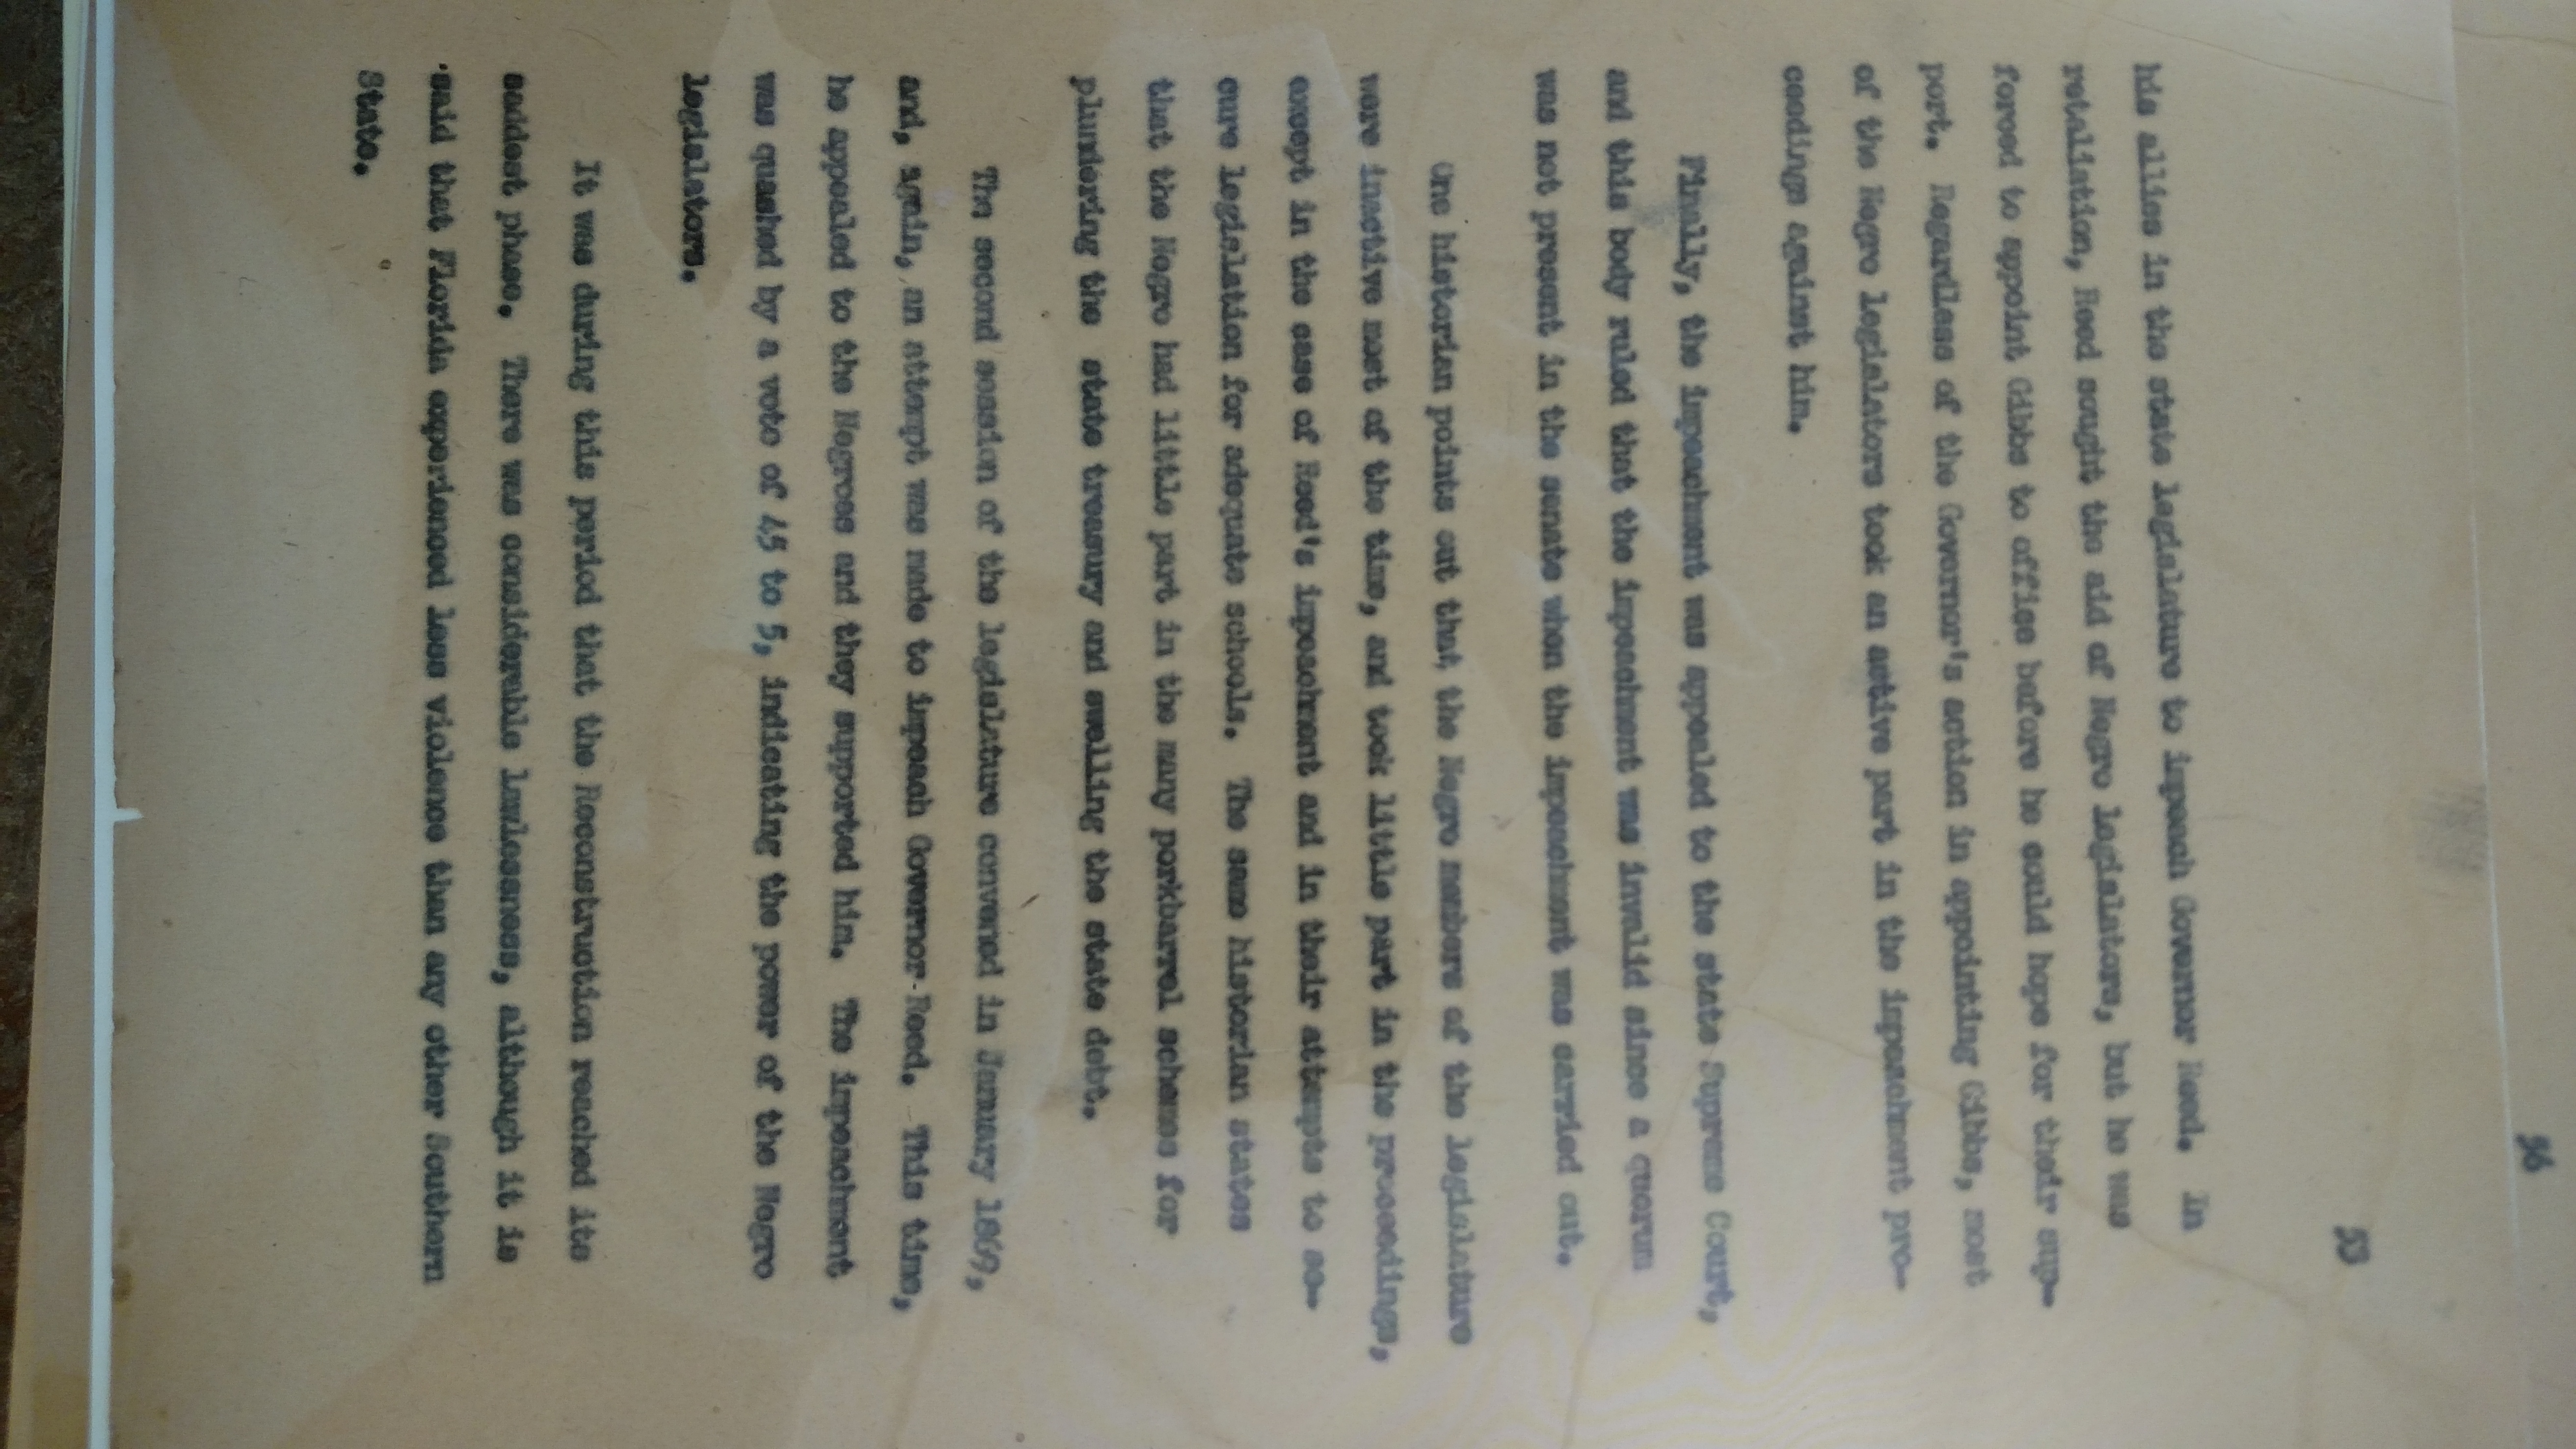 56
53
his allies in the state legislature to impeach Governor Reed. In
retaliation, Reed sought the aid of Negro legislators, but he was
forced to appoint Gibbs to office before he could hope for their sup-
port. Regardless of the Governor's action in appointing Gibbs, most
of the Negro legislators took an active part in the impeachment pro-
ceedings against him.
Finally, the impeachment was appealed to the state Supreme Court,
and this body ruled that the impeachment was invalid since a quorum
was not present in the senate when the impeachment was carried out.
One historian points out that the Negro members of the legislature
were inactive most of the time, and took little part in the proceedings,
except in the case of Reed's impeachment and in their attempts to se-
cure legislation for adequate schools. The same historian states
that the Negro had little part in the many porkbarrel schemes for
plundering the state treasury and swelling the state debt.
The second session of the legislature convened in January 1869,
and, again, an attempt was made to impeach Governor Reed. This time,
he appealed to the Negroes and they supported him. The impeachment
was quashed by a vote of 45 to 5, indicating the power of the Negro
legislators.
It was during this period that the Reconstruction reached its
saddest phase. There was considerable lawlessness, although it is
said that Florida experienced less violence than any other Southern
State.